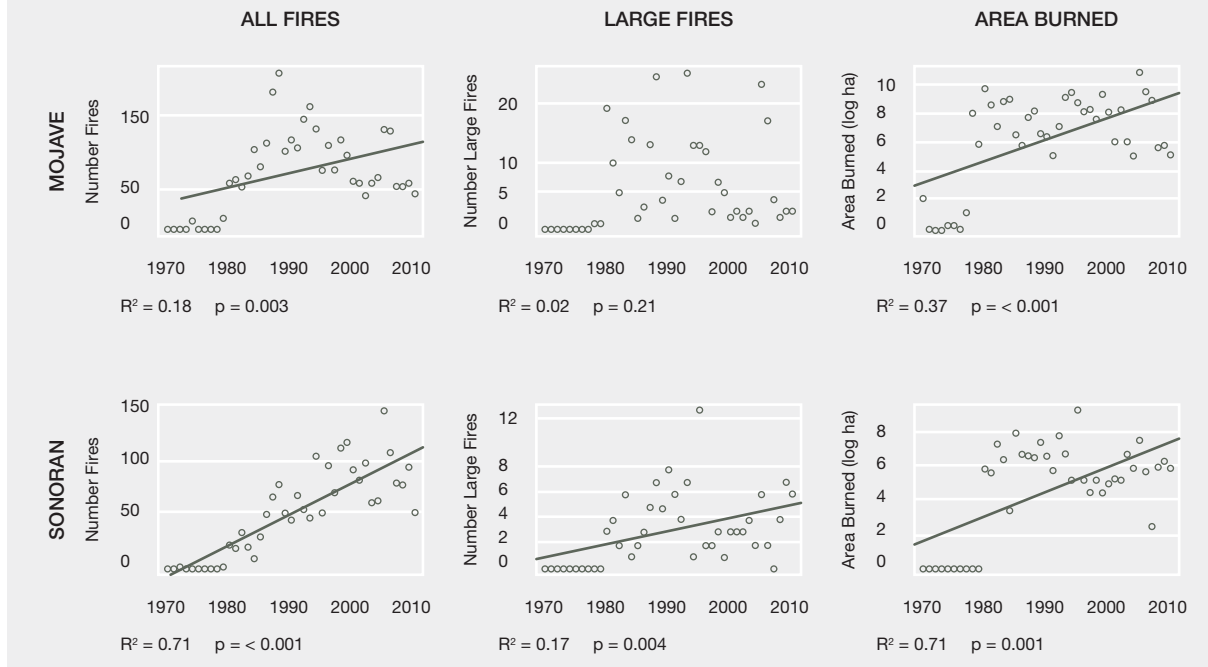 ALL FIRES LARGE FIRES AREA BURNED
MOJAVE
Number Fires
150
50
0
1970 1980 1990 2000 2010
R² = 0.18 p = 0.003
Number Large Fires
20
10
5
0
1970 1980 1990 2000 2010
R² = 0.02 p = 0.21
Area Burned (log ha)
10
8
6
4
2
0
1970 1980 1990 2000 2010
R² = 0.37 p = < 0.001
SONORAN
Number Fires
150
100
50
0
1970 1980 1990 2000 2010
R² = 0.71 p = < 0.001
Number Large Fires
12
8
6
4
2
0
1970 1980 1990 2000 2010
R² = 0.17 p = 0.004
Area Burned (log ha)
8
6
4
2
0
1970 1980 1990 2000 2010
R² = 0.71 p = 0.001